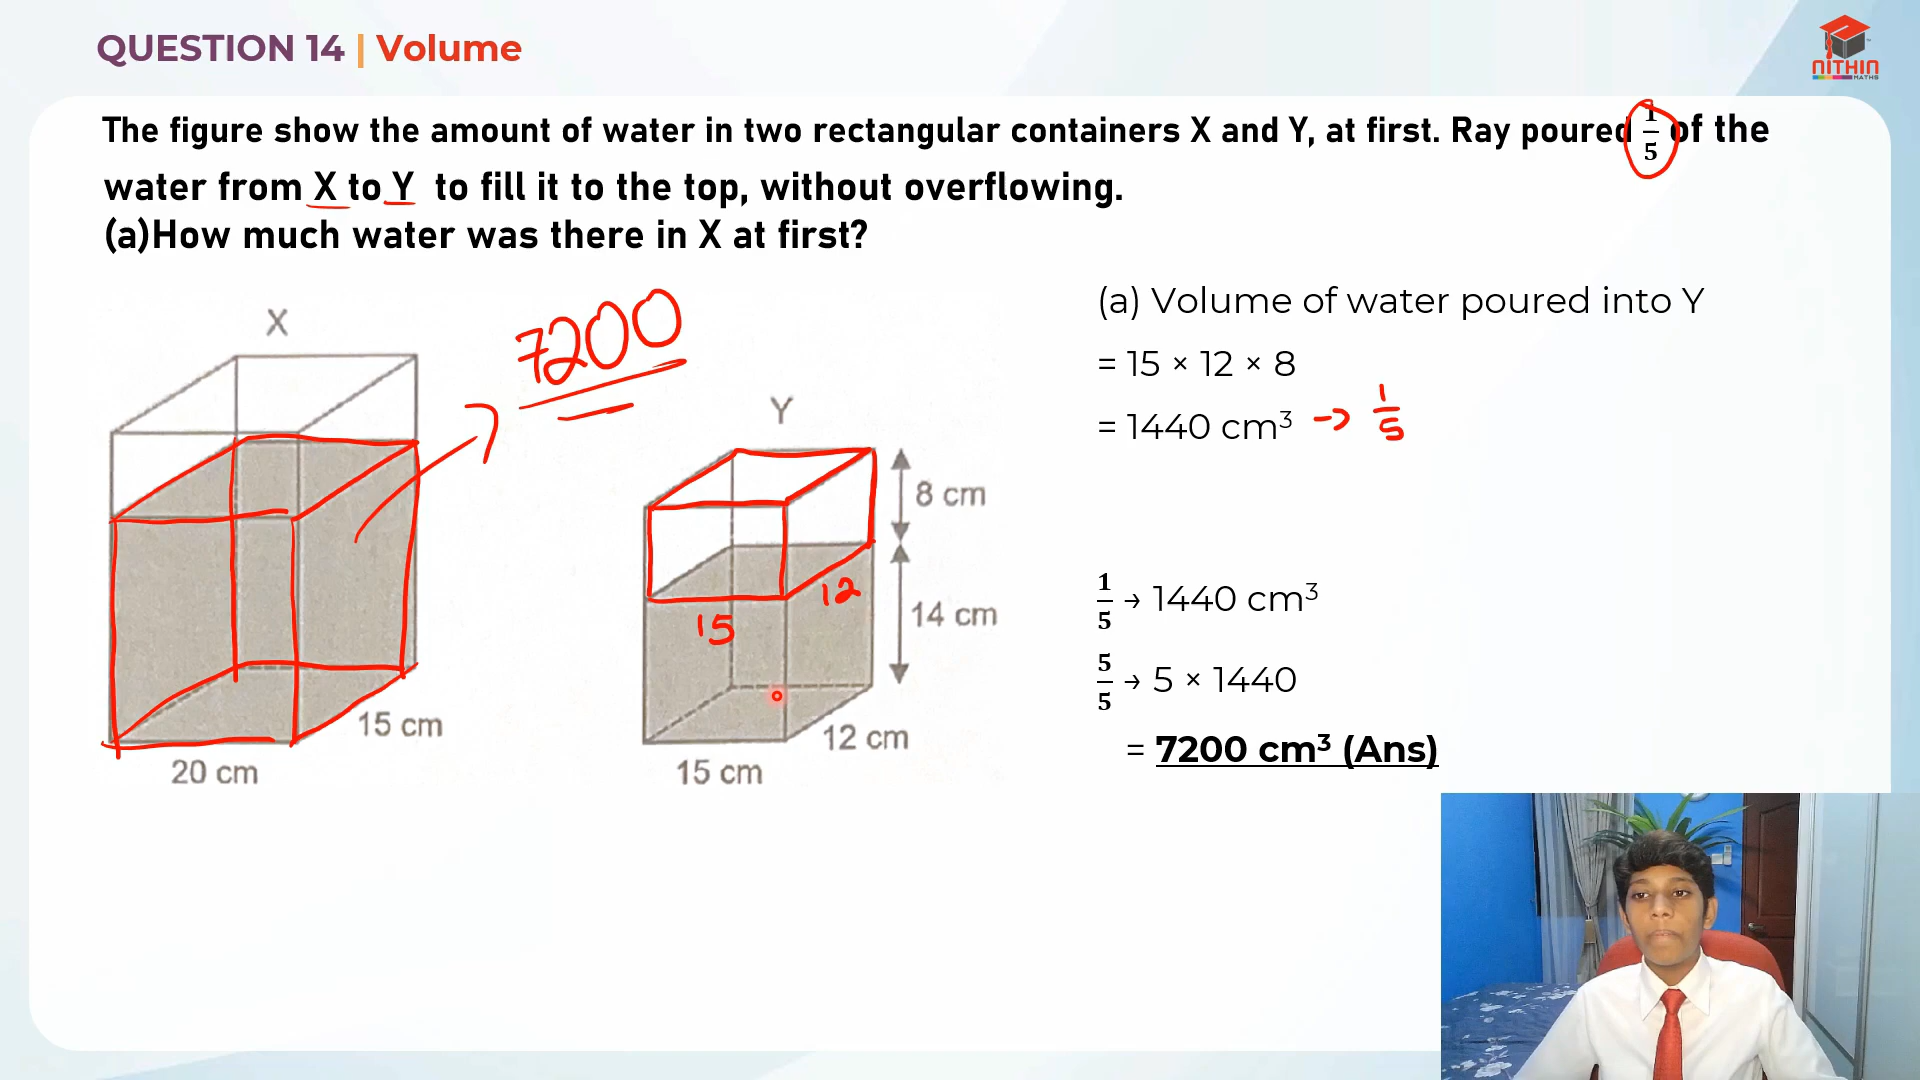 QUESTION 14 | Volume
NITHIN
MATHS
The figure show the amount of water in two rectangular containers X and Y, at first. Ray poured 1/5 of the
water from X to Y to fill it to the top, without overflowing.
(a)How much water was there in X at first?
X
7200
Y
8 cm
14 cm
12
15
15 cm
20 cm
12 cm
15 cm
(a) Volume of water poured into Y
= 15 × 12 × 8
= 1440 cm³ → 1/5
1/5 → 1440 cm³
5/5 → 5 × 1440
= 7200 cm³ (Ans)